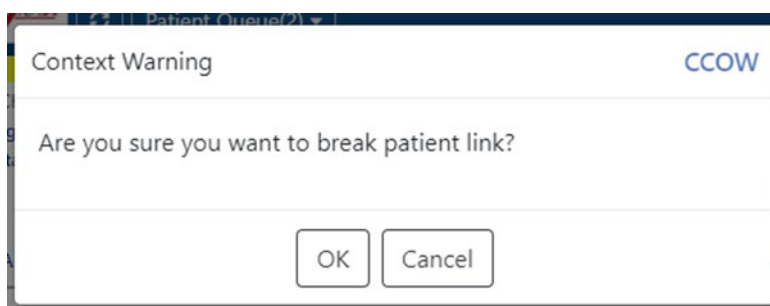 Patient Queue(2)
Context Warning CCOW
Are you sure you want to break patient link?
OK Cancel